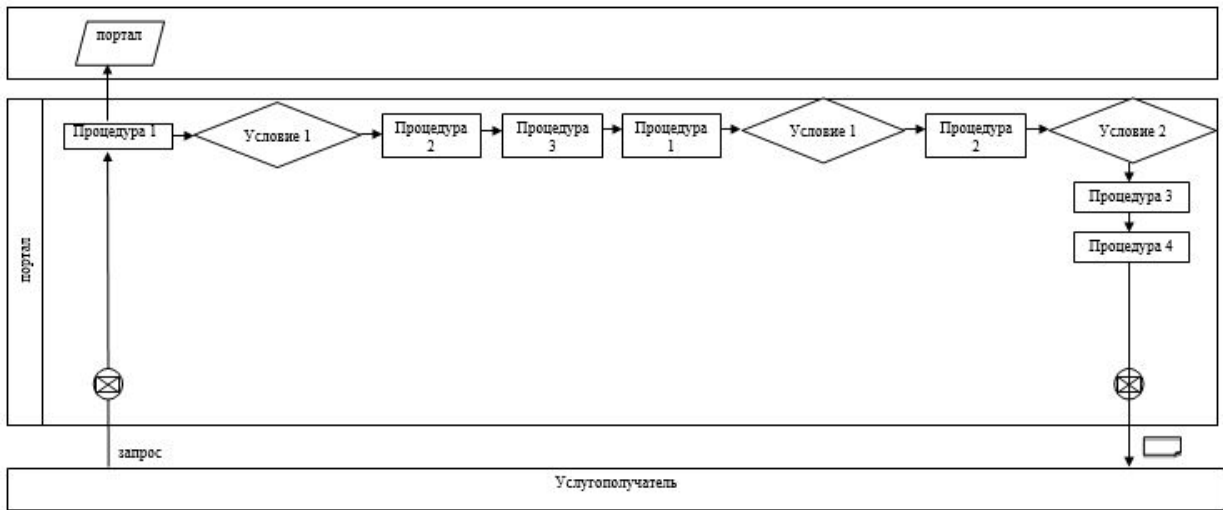 портал
Процедура 1
Условие 1
Процедура
2
Процедура
3
Процедура
1
Условие 1
Процедура
2
Условие 2
Процедура 3
Процедура 4
портал
запрос
Услугополучатель